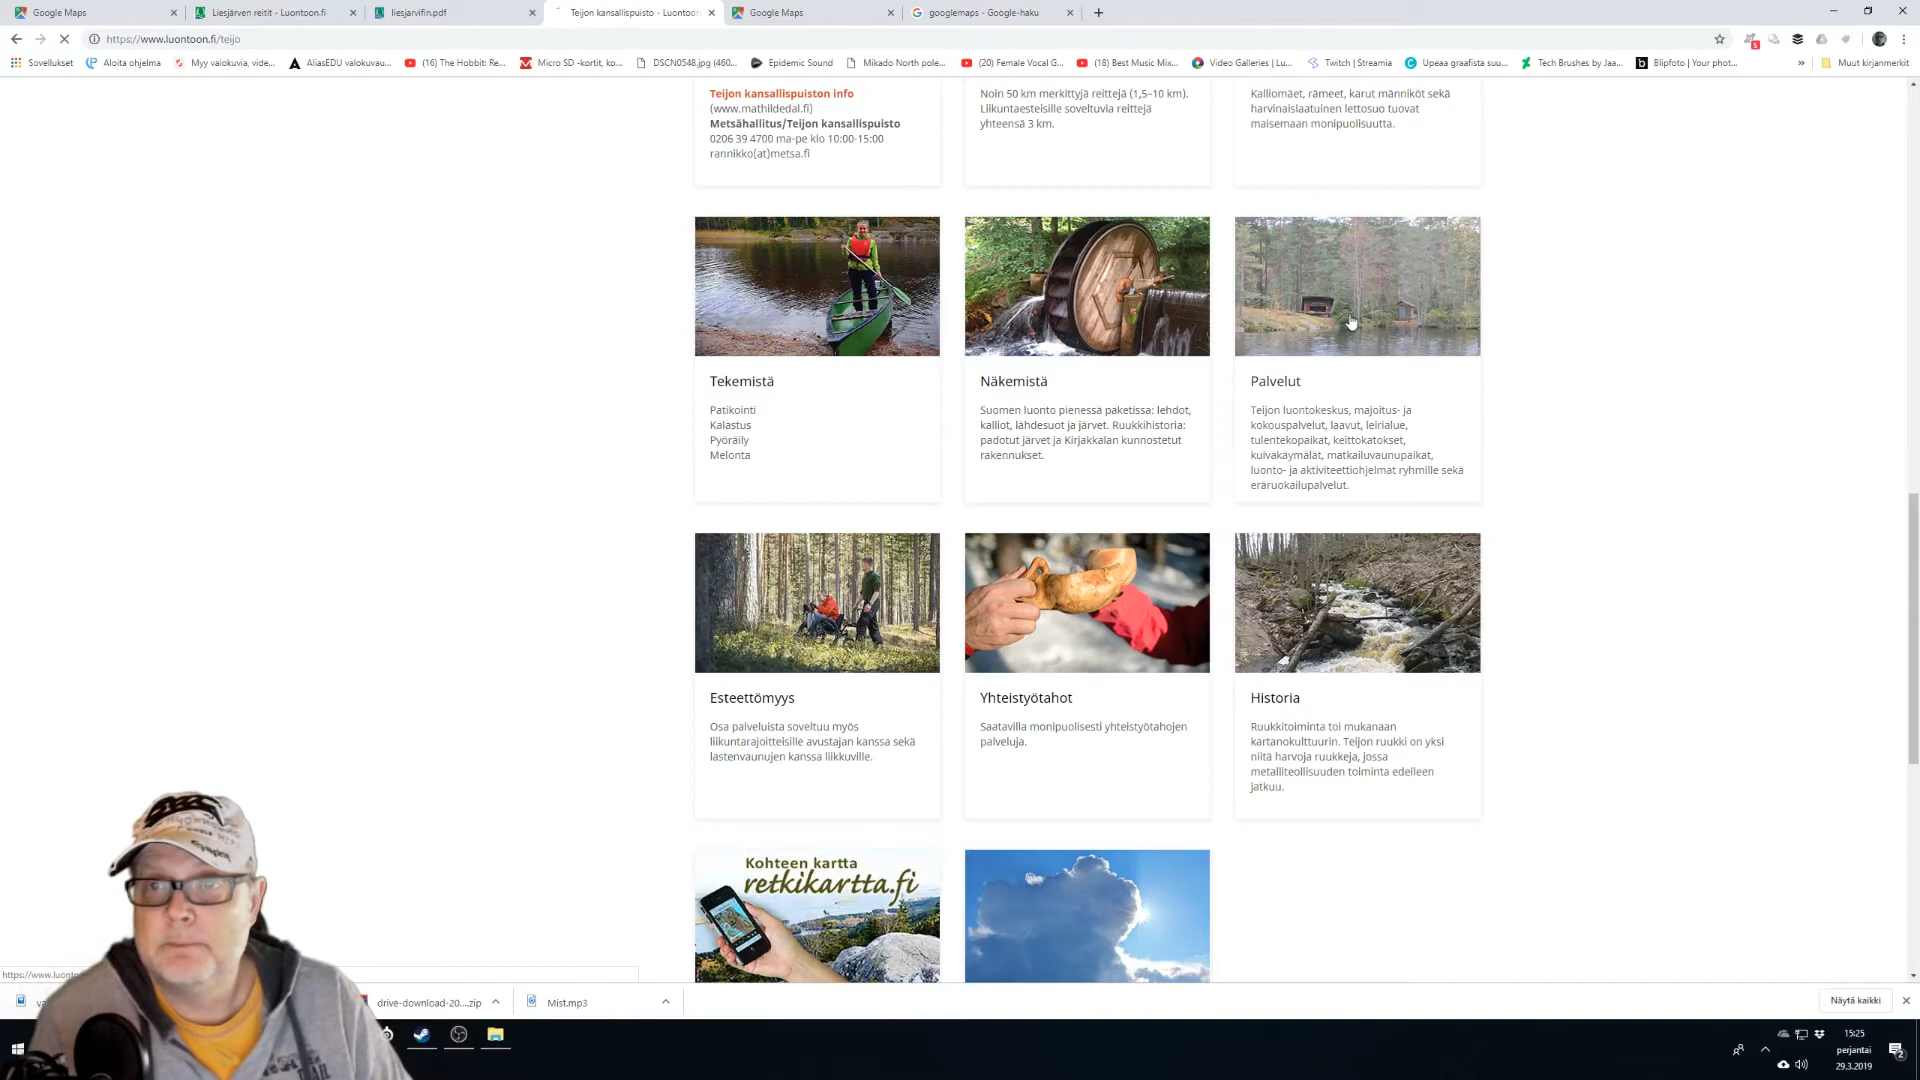 Google Maps
Liesjärven reitit - Luontoon.fi
liesjarvifin.pdf
Teijon kansallispuisto - Luontoon
Google Maps
googlemaps - Google-haku
https://www.luontoon.fi/teijo
Sovellukset
Aloita ohjelma
Myy valokuvia, vide...
AliasEDU valokuvau...
(16) The Hobbit: Re...
Micro SD -kortit, ko...
DSCN0548.jpg (460...
Epidemic Sound
Mikado North pole...
(20) Female Vocal G...
(18) Best Music Mix...
Video Galleries | Lu...
Twitch | Streamia
Upeaa graafista suu...
Tech Brushes by Jaa...
Blipfoto | Your phot...
»
Muut kirjanmerkit
Teijon kansallispuiston info
(www.mathildedal.fi)
Metsähallitus/Teijon kansallispuisto
0206 39 4700 ma-pe klo 10:00-15:00
rannikko(at)metsa.fi
Noin 50 km merkittyjä reittejä (1,5–10 km).
Liikuntaesteisille soveltuvia reittejä
yhteensä 3 km.
Kalliomäet, rämeet, karut männiköt sekä
harvinaislaatuinen lettosuo tuovat
maisemaan monipuolisuutta.
Tekemistä
Patikointi
Kalastus
Pyöräily
Melonta
Näkemistä
Suomen luonto pienessä paketissa: lehdot,
kalliot, lähdesuot ja järvet. Ruukkihistoria:
padotut järvet ja Kirjakkalan kunnostetut
rakennukset.
Palvelut
Teijon luontokeskus, majoitus- ja
kokouspalvelut, laavut, leirialue,
tulentekopaikat, keittokatokset,
kuivakäymälät, matkailuvaunupaikat,
luonto- ja aktiviteettiohjelmat ryhmille sekä
eräruokailupalvelut.
Esteettömyys
Osa palveluista soveltuu myös
liikuntarajoitteisille avustajan kanssa sekä
lastenvaunujen kanssa liikkuville.
Yhteistyötahot
Saatavilla monipuolisesti yhteistyötahojen
palveluja.
Historia
Ruukkitoiminta toi mukanaan
kartanokulttuurin. Teijon ruukki on yksi
niitä harvoja ruukkeja, jossa
metalliteollisuuden toiminta edelleen
jatkuu.
Kohteen kartta
retkikartta.fi
https://www.luonto
va
drive-download-20....zip
Mist.mp3
Näytä kaikki
15:25
perjantai
29.3.2019
2